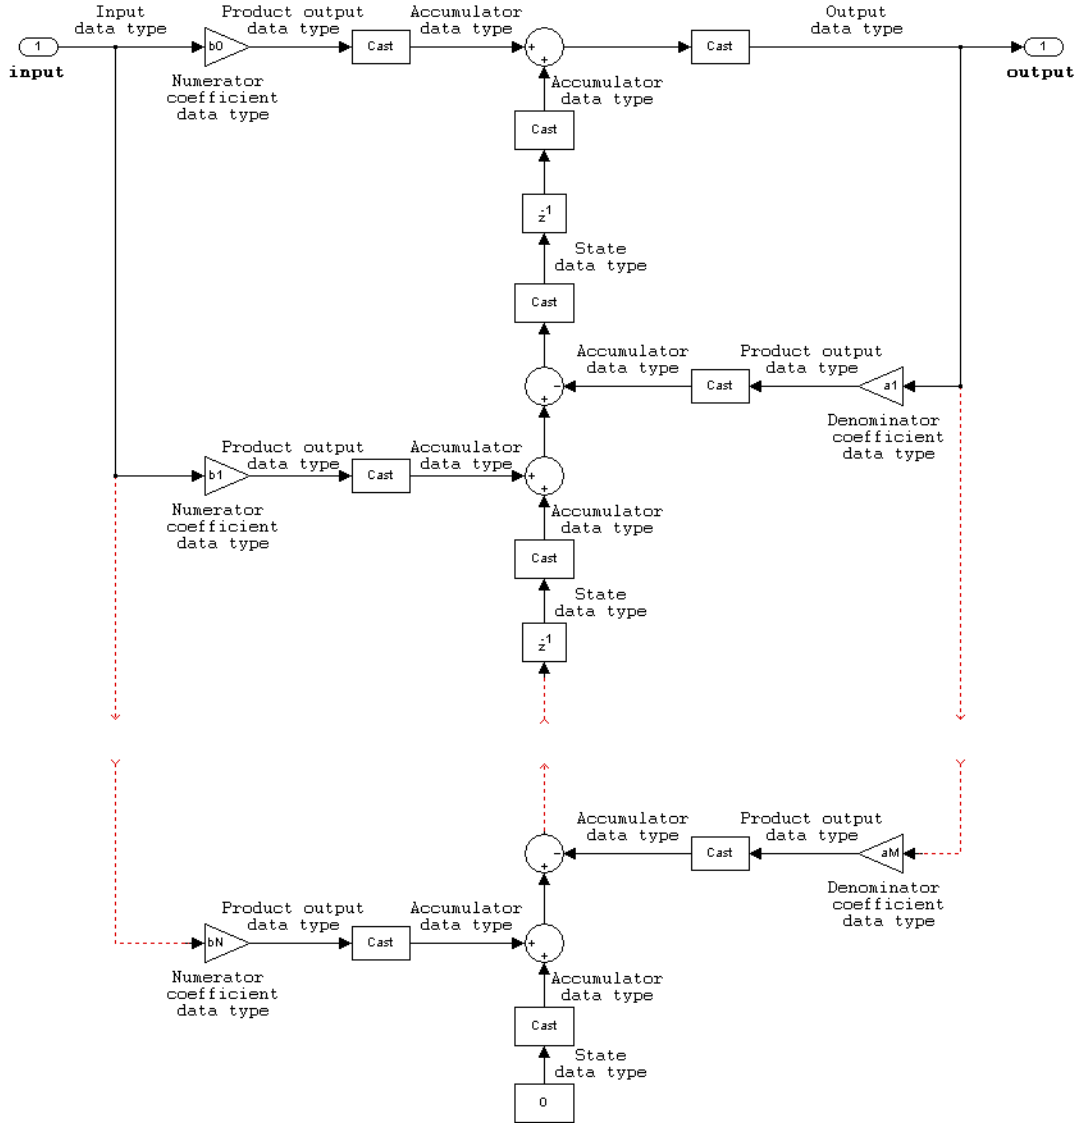 Input
data type
Product output
data type
Accumulator
data type
Output
data type
1
b0
Cast
+
+
Cast
1
input
output
Numerator
coefficient
data type
Accumulator
data type
Cast
z-1
State
data type
Cast
Accumulator
data type
Product output
data type
-
+
Cast
a1
Denominator
coefficient
data type
Product output
data type
Accumulator
data type
b1
Cast
+
+
Numerator
coefficient
data type
Accumulator
data type
Cast
State
data type
z-1
Accumulator
data type
Product output
data type
-
+
Cast
aM
Denominator
coefficient
data type
Product output
data type
Accumulator
data type
bN
Cast
+
+
Numerator
coefficient
data type
Accumulator
data type
Cast
State
data type
0